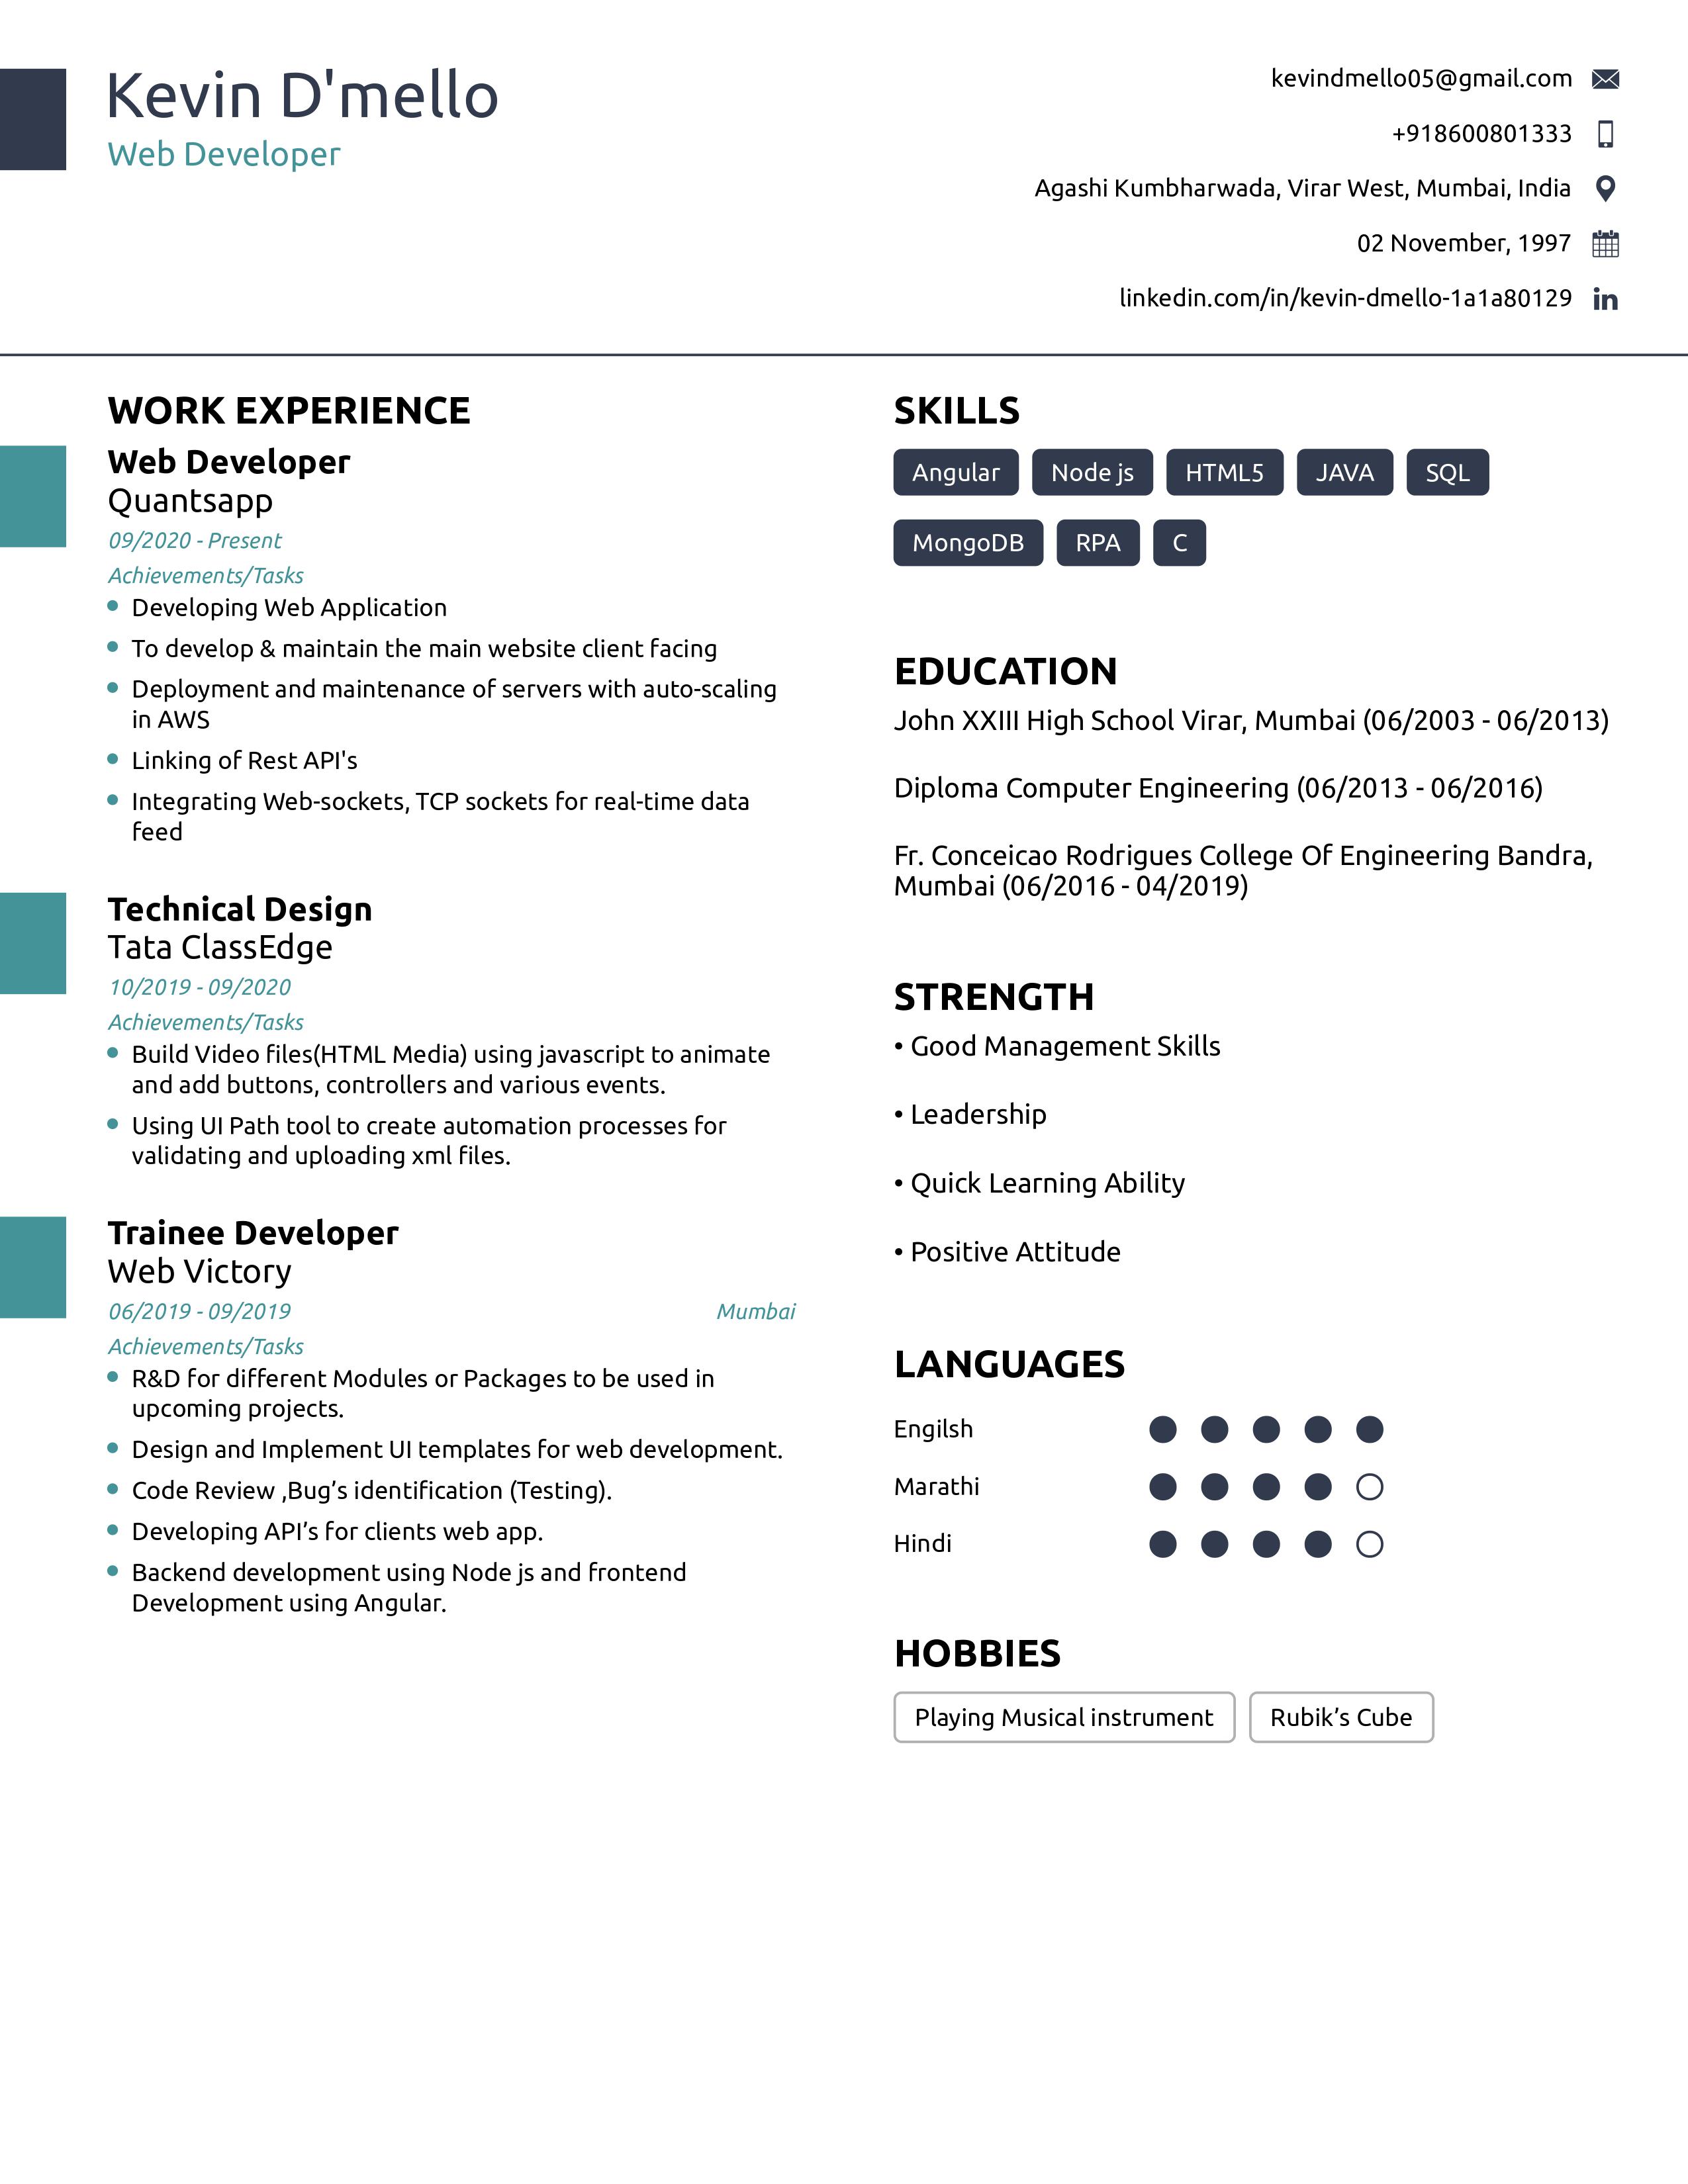 Kevin D'mello
Web Developer
kevindmello05@gmail.com
+918600801333
Agashi Kumbharwada, Virar West, Mumbai, India
02 November, 1997
linkedin.com/in/kevin-dmello-1a1a80129
WORK EXPERIENCE
Web Developer
Quantsapp
09/2020 - Present
Achievements/Tasks
Developing Web Application
To develop & maintain the main website client facing
Deployment and maintenance of servers with auto-scaling
in AWS
Linking of Rest API's
Integrating Web-sockets, TCP sockets for real-time data
feed
Technical Design
Tata ClassEdge
10/2019 - 09/2020
Achievements/Tasks
Build Video files(HTML Media) using javascript to animate
and add buttons, controllers and various events.
Using UI Path tool to create automation processes for
validating and uploading xml files.
Trainee Developer
Web Victory
06/2019 - 09/2019 Mumbai
Achievements/Tasks
R&D for different Modules or Packages to be used in
upcoming projects.
Design and Implement UI templates for web development.
Code Review ,Bug’s identification (Testing).
Developing API’s for clients web app.
Backend development using Node js and frontend
Development using Angular.
SKILLS
Angular Node js HTML5 JAVA SQL
MongoDB RPA C
EDUCATION
John XXIII High School Virar, Mumbai (06/2003 - 06/2013)
Diploma Computer Engineering (06/2013 - 06/2016)
Fr. Conceicao Rodrigues College Of Engineering Bandra,
Mumbai (06/2016 - 04/2019)
STRENGTH
• Good Management Skills
• Leadership
• Quick Learning Ability
• Positive Attitude
LANGUAGES
Engilsh
Marathi
Hindi
HOBBIES
Playing Musical instrument Rubik’s Cube